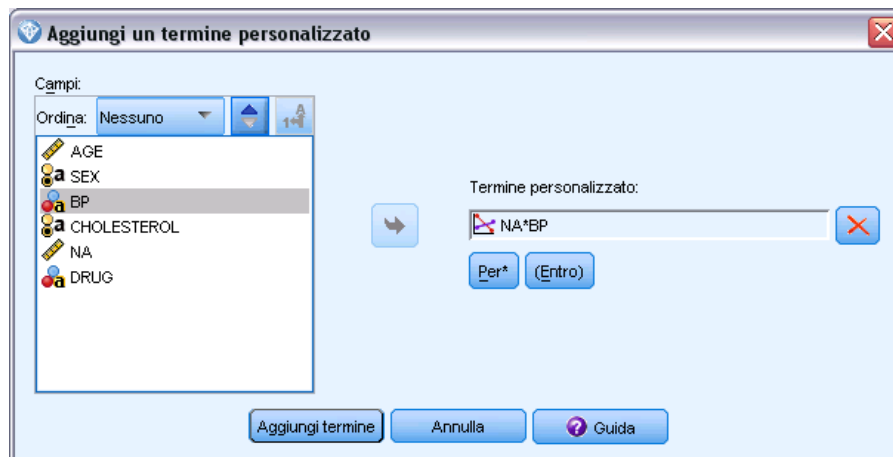 Aggiungi un termine personalizzato
Campi:
Ordina: Nessuno
AGE
a SEX
a BP
a CHOLESTEROL
NA
a DRUG
Termine personalizzato:
NA*BP
Per*
(Entro)
Aggiungi termine
Annulla
Guida